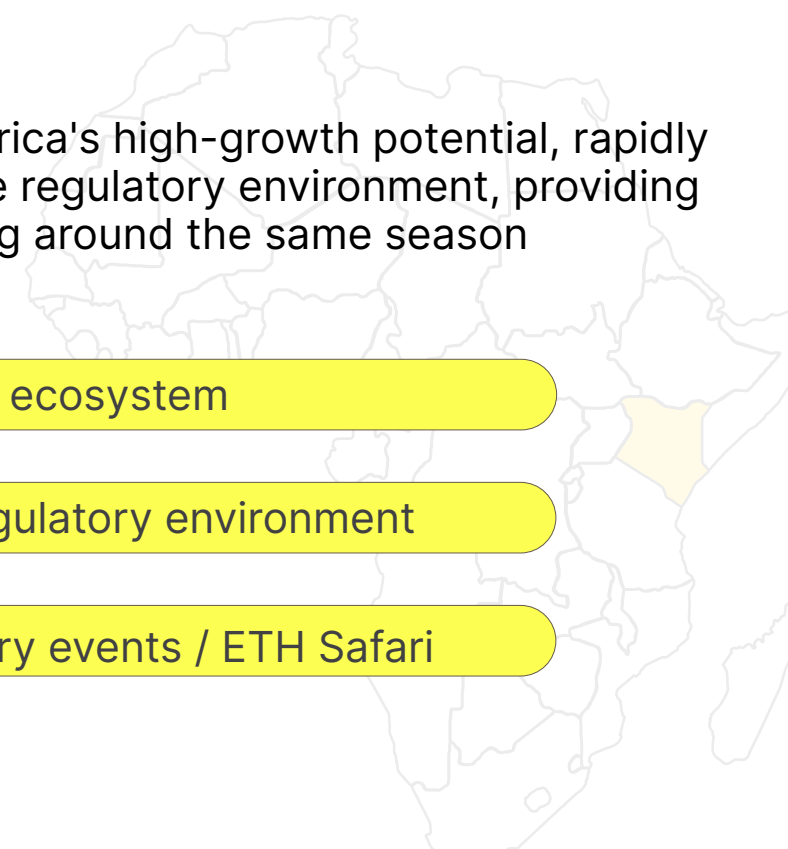 rica's high-growth potential, rapidly
e regulatory environment, providing
g around the same season
ecosystem
gulatory environment
ry events / ETH Safari